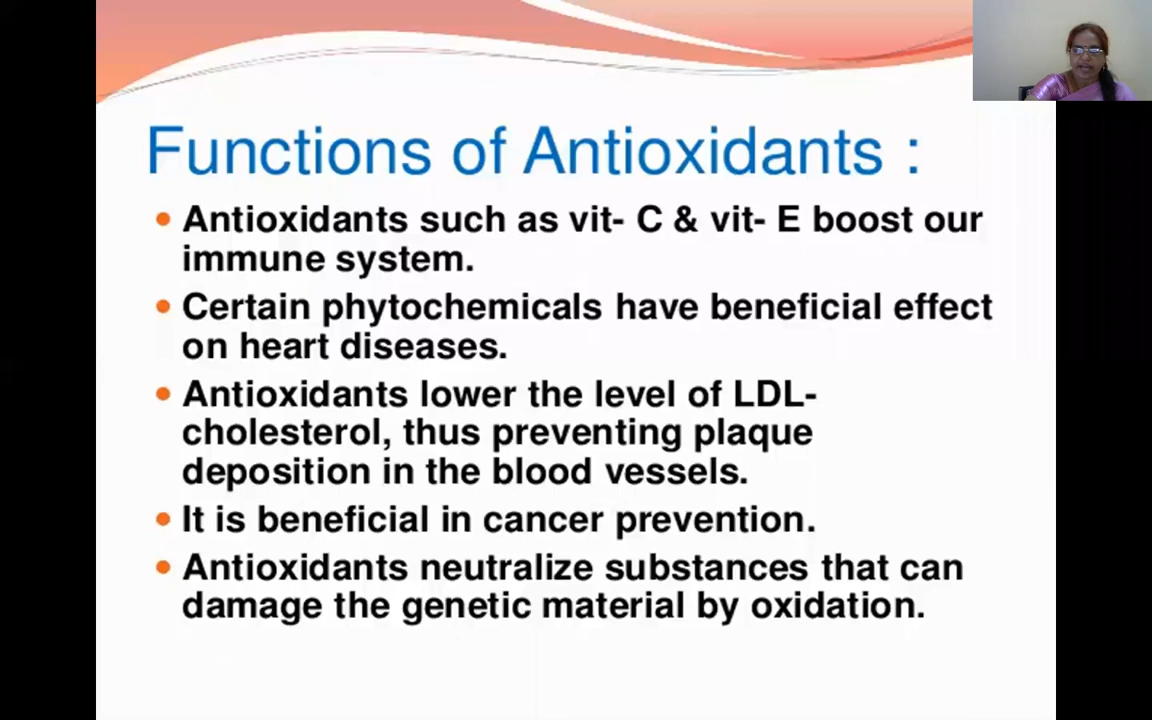 Functions of Antioxidants :
• Antioxidants such as vit- C & vit- E boost our
immune system.
• Certain phytochemicals have beneficial effect
on heart diseases.
• Antioxidants lower the level of LDL-
cholesterol, thus preventing plaque
deposition in the blood vessels.
• It is beneficial in cancer prevention.
• Antioxidants neutralize substances that can
damage the genetic material by oxidation.